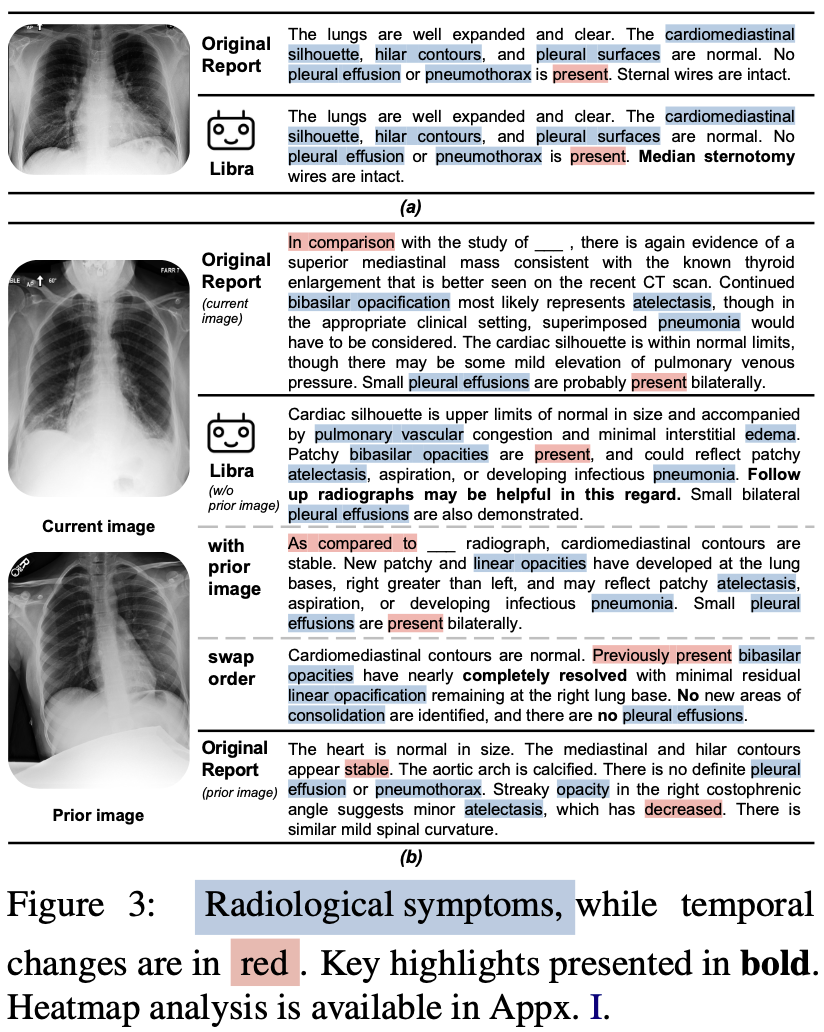 Original
Report
The lungs are well expanded and clear. The cardiomediastinal
silhouette, hilar contours, and pleural surfaces are normal. No
pleural effusion or pneumothorax is present. Sternal wires are intact.
Libra
The lungs are well expanded and clear. The cardiomediastinal
silhouette, hilar contours, and pleural surfaces are normal. No
pleural effusion or pneumothorax is present. Median sternotomy
wires are intact.
(a)
FARR 7
AP
60"
Current image
Original
Report
(current
image)
In comparison with the study of ___ , there is again evidence of a
superior mediastinal mass consistent with the known thyroid
enlargement that is better seen on the recent CT scan. Continued
bibasilar opacification most likely represents atelectasis, though in
the appropriate clinical setting, superimposed pneumonia would
have to be considered. The cardiac silhouette is within normal limits,
though there may be some mild elevation of pulmonary venous
pressure. Small pleural effusions are probably present bilaterally.
Libra
(w/o
prior image)
Cardiac silhouette is upper limits of normal in size and accompanied
by pulmonary vascular congestion and minimal interstitial edema.
Patchy bibasilar opacities are present, and could reflect patchy
atelectasis, aspiration, or developing infectious pneumonia. Follow
up radiographs may be helpful in this regard. Small bilateral
pleural effusions are also demonstrated.
with
prior
image
As compared to ___ radiograph, cardiomediastinal contours are
stable. New patchy and linear opacities have developed at the lung
bases, right greater than left, and may reflect patchy atelectasis,
aspiration, or developing infectious pneumonia. Small pleural
effusions are present bilaterally.
swap
order
Cardiomediastinal contours are normal. Previously present bibasilar
opacities have nearly completely resolved with minimal residual
linear opacification remaining at the right lung base. No new areas of
consolidation are identified, and there are no pleural effusions.
Prior image
Original
Report
(prior image)
The heart is normal in size. The mediastinal and hilar contours
appear stable. The aortic arch is calcified. There is no definite pleural
effusion or pneumothorax. Streaky opacity in the right costophrenic
angle suggests minor atelectasis, which has decreased. There is
similar mild spinal curvature.
(b)
Figure 3: Radiological symptoms, while temporal
changes are in red . Key highlights presented in bold.
Heatmap analysis is available in Appx. I.